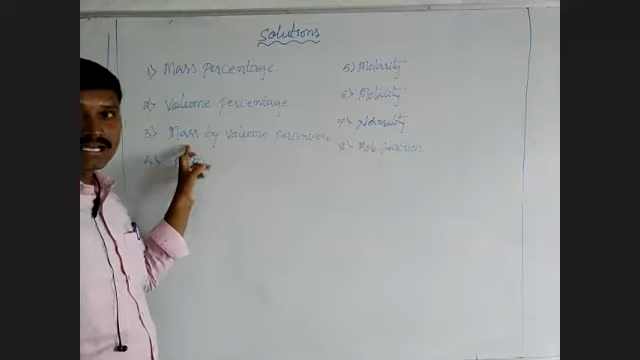 Solutions
1> Mass percentage
2> Volume percentage
3> Mass by volume percentage
4>
5> Molarity
6> Molality
7> Normality
8> Mole fraction